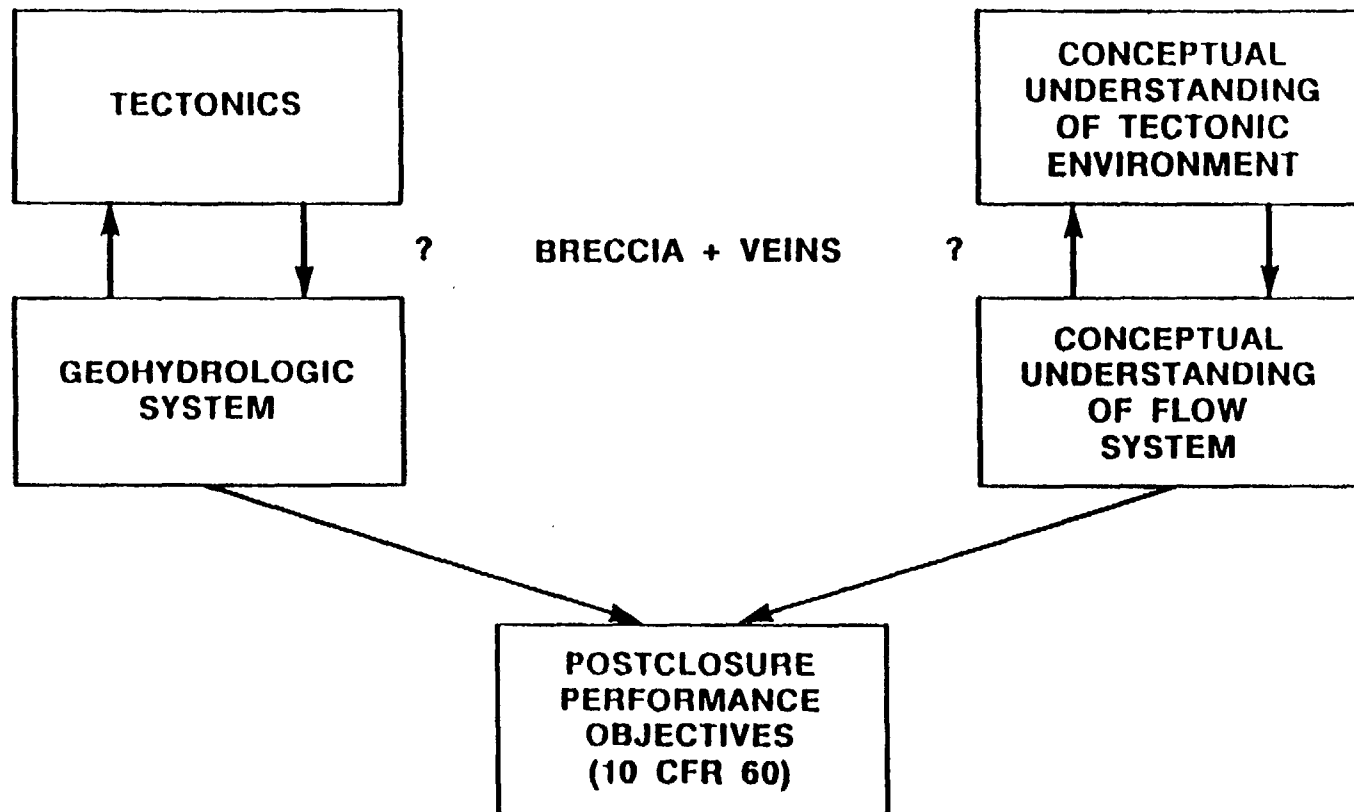 TECTONICS
CONCEPTUAL
UNDERSTANDING
OF TECTONIC
ENVIRONMENT
? BRECCIA + VEINS ?
GEOHYDROLOGIC
SYSTEM
CONCEPTUAL
UNDERSTANDING
OF FLOW
SYSTEM
POSTCLOSURE
PERFORMANCE
OBJECTIVES
(10 CFR 60)